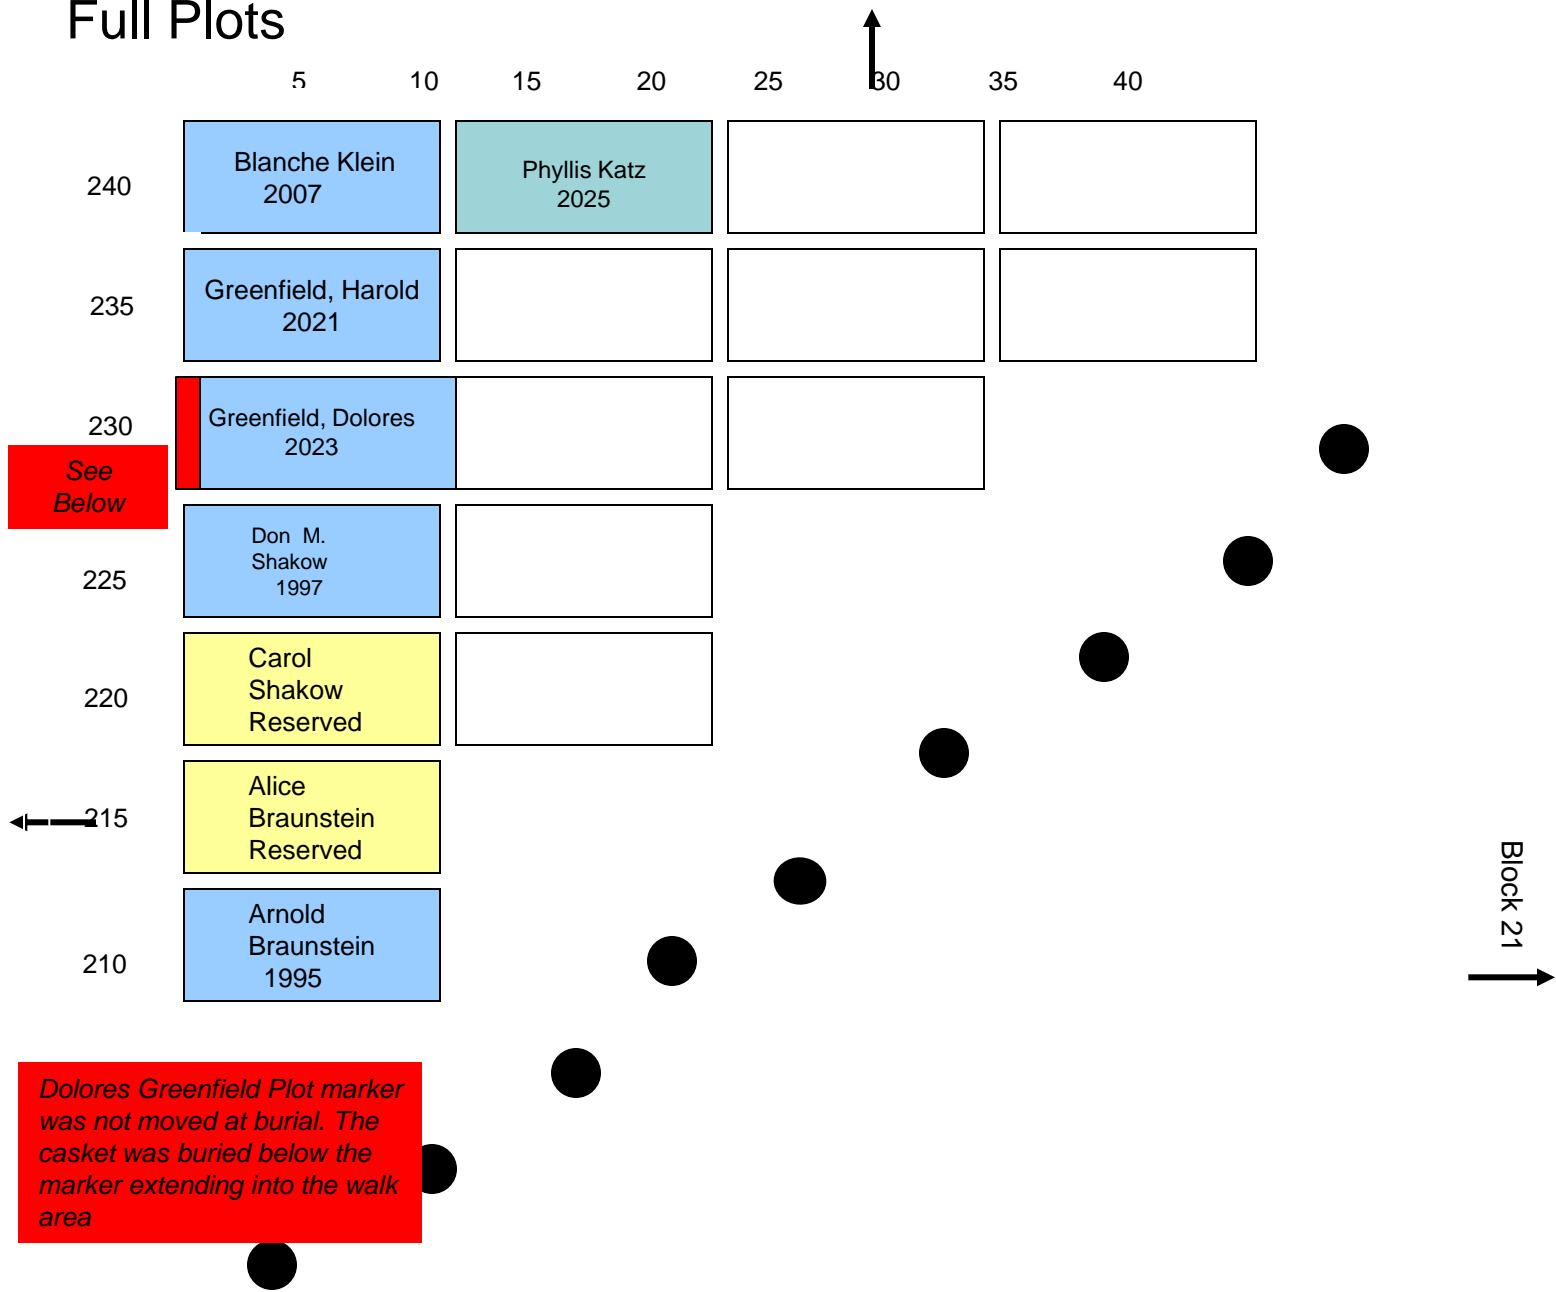 Full Plots
5 10 15 20 25 30 35 40
240
Blanche Klein
2007
Phyllis Katz
2025
235
Greenfield, Harold
2021
230
Greenfield, Dolores
2023
See
Below
225
Don M.
Shakow
1997
220
Carol
Shakow
Reserved
215
Alice
Braunstein
Reserved
210
Arnold
Braunstein
1995
Block 21
Dolores Greenfield Plot marker
was not moved at burial. The
casket was buried below the
marker extending into the walk
area